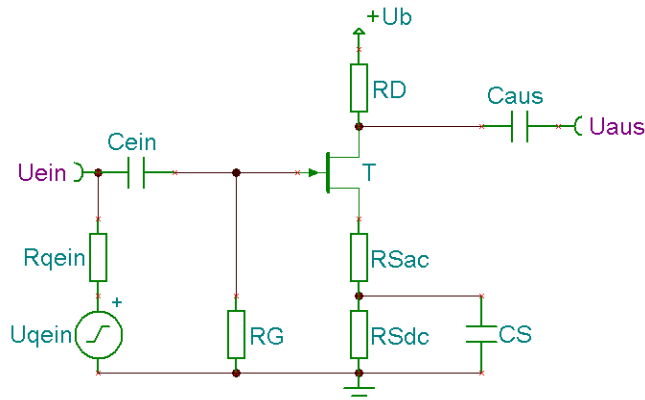 +Ub
RD
Caus
Uaus
Cein
Uein
T
Rqein
RSac
+
Uqein
RG
RSdc
CS